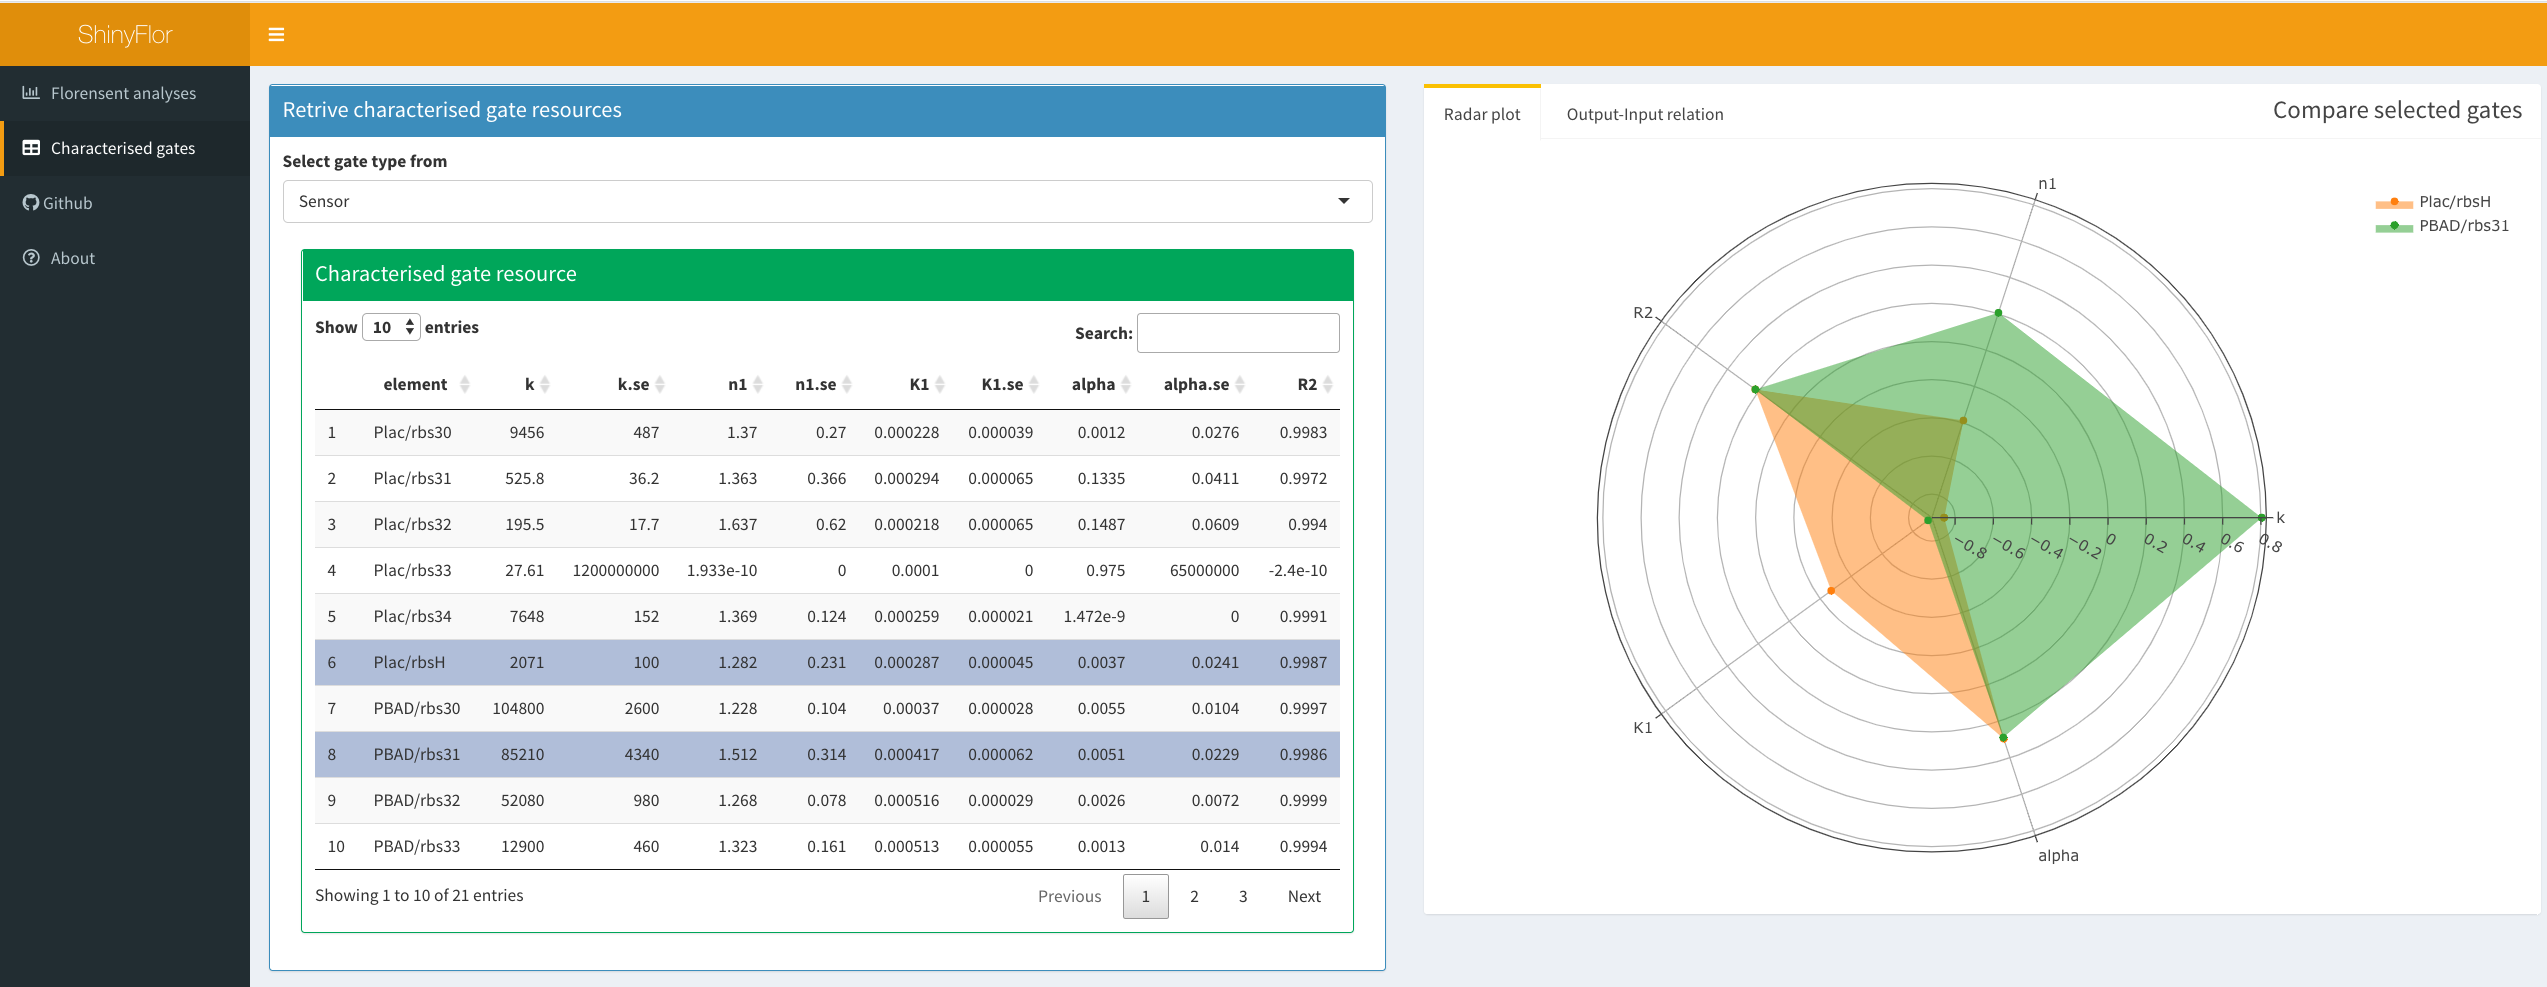 ShinyFlor
Florensent analyses
Characterised gates
Github
About
Retrive characterised gate resources
Select gate type from
Sensor
Characterised gate resource
Show 10 entries
Search:
element k k.se n1 n1.se K1 K1.se alpha alpha.se R2
1 Plac/rbs30 9456 487 1.37 0.27 0.000228 0.000039 0.0012 0.0276 0.9983
2 Plac/rbs31 525.8 36.2 1.363 0.366 0.000294 0.000065 0.1335 0.0411 0.9972
3 Plac/rbs32 195.5 17.7 1.637 0.62 0.000218 0.000065 0.1487 0.0609 0.994
4 Plac/rbs33 27.61 1200000000 1.933e-10 0 0.0001 0 0.975 65000000 -2.4e-10
5 Plac/rbs34 7648 152 1.369 0.124 0.000259 0.000021 1.472e-9 0 0.9991
6 Plac/rbsH 2071 100 1.282 0.231 0.000287 0.000045 0.0037 0.0241 0.9987
7 PBAD/rbs30 104800 2600 1.228 0.104 0.00037 0.000028 0.0055 0.0104 0.9997
8 PBAD/rbs31 85210 4340 1.512 0.314 0.000417 0.000062 0.0051 0.0229 0.9986
9 PBAD/rbs32 52080 980 1.268 0.078 0.000516 0.000029 0.0026 0.0072 0.9999
10 PBAD/rbs33 12900 460 1.323 0.161 0.000513 0.000055 0.0013 0.014 0.9994
Showing 1 to 10 of 21 entries
Previous 1 2 3 Next
Radar plot
Output-Input relation
Compare selected gates
n1
Plac/rbsH
PBAD/rbs31
R2
k
−0.8 −0.6 −0.4 −0.2 0 0.2 0.4 0.6 0.8
K1
alpha